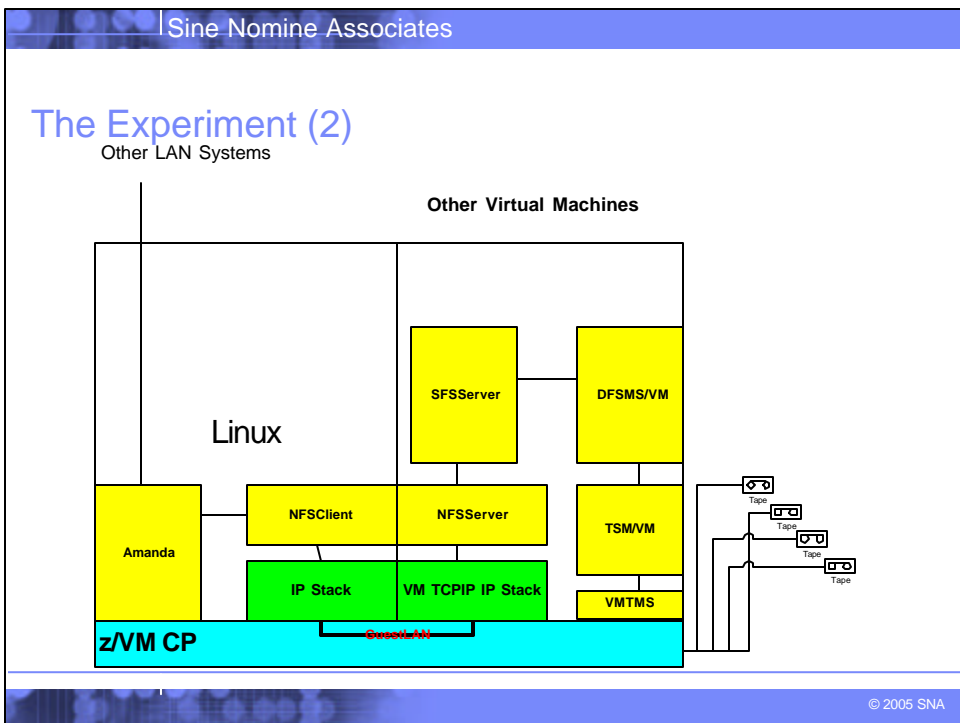 Sine Nomine Associates
The Experiment (2)
Other LAN Systems
Other Virtual Machines
SFSServer
DFSMS/VM
Linux
Amanda
NFSClient
NFSServer
TSM/VM
IP Stack
VM TCPIP IP Stack
VMTMS
GuestLAN
z/VM CP
Tape
Tape
Tape
Tape
© 2005 SNA